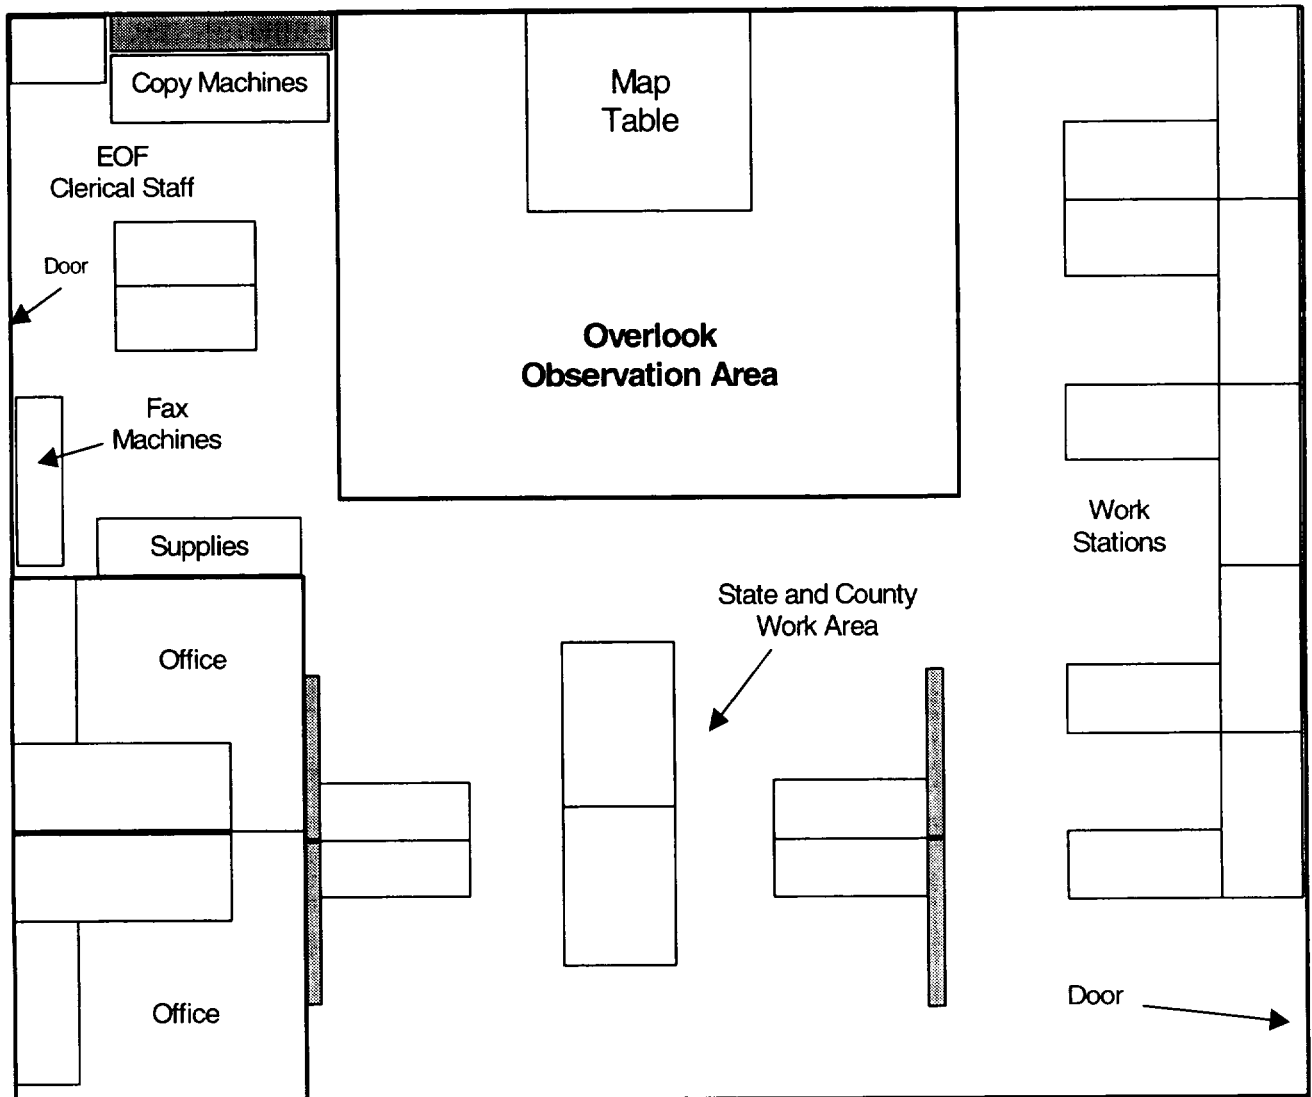 Copy Machines
Map
Table
EOF
Clerical Staff
Door
Overlook
Observation Area
Fax
Machines
Work
Stations
Supplies
State and County
Work Area
Office
Door
Office